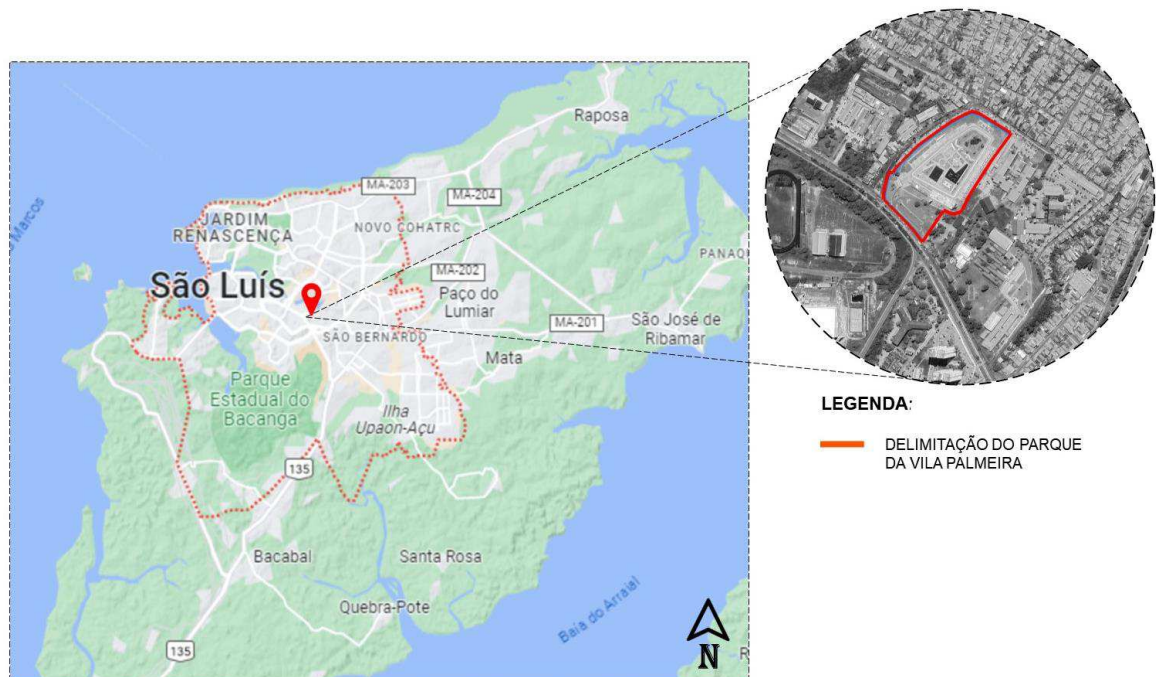 Raposa
MA-203
MA-204
JARDIM
RENASCENÇA
NOVO COHATRC
Marcos
PANAQ
MA-202
São Luís
Paço do
Lumiar
MA-201
São José de
Ribamar
SÃO BERNARDO
Mata
Parque
Estadual do
Bacanga
Ilha
Upaon-Açu
135
Bacabal
Santa Rosa
Quebra-Pote
Baía do Arraial
135
N
R
LEGENDA:
DELIMITAÇÃO DO PARQUE
DA VILA PALMEIRA